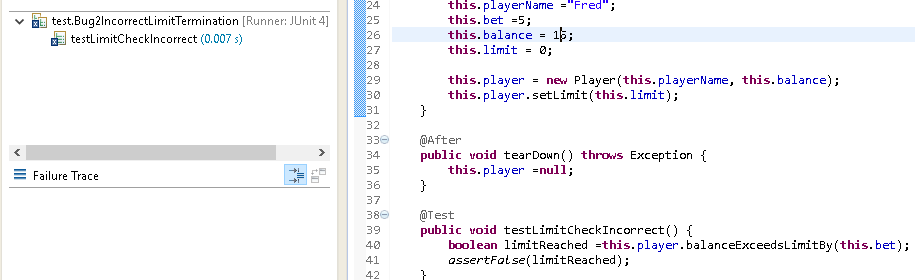 test.Bug2IncorrectLimitTermination [Runner: JUnit 4]
testLimitCheckIncorrect (0.007 s)
Failure Trace
24 this.playerName ="Fred";
25 this.bet =5;
26 this.balance =
27 this.limit = 0;
28
29 this.player = new Player(this.playerName, this.balance);
30 this.player.setLimit(this.limit);
31 }
32
33 @After
34 public void tearDown() throws Exception {
35 this.player =null;
36 }
37
38 @Test
39 public void testLimitCheckIncorrect() {
40 boolean limitReached =this.player.balanceExceedsLimitBy(this.bet);
41 assertFalse(limitReached);
42 }